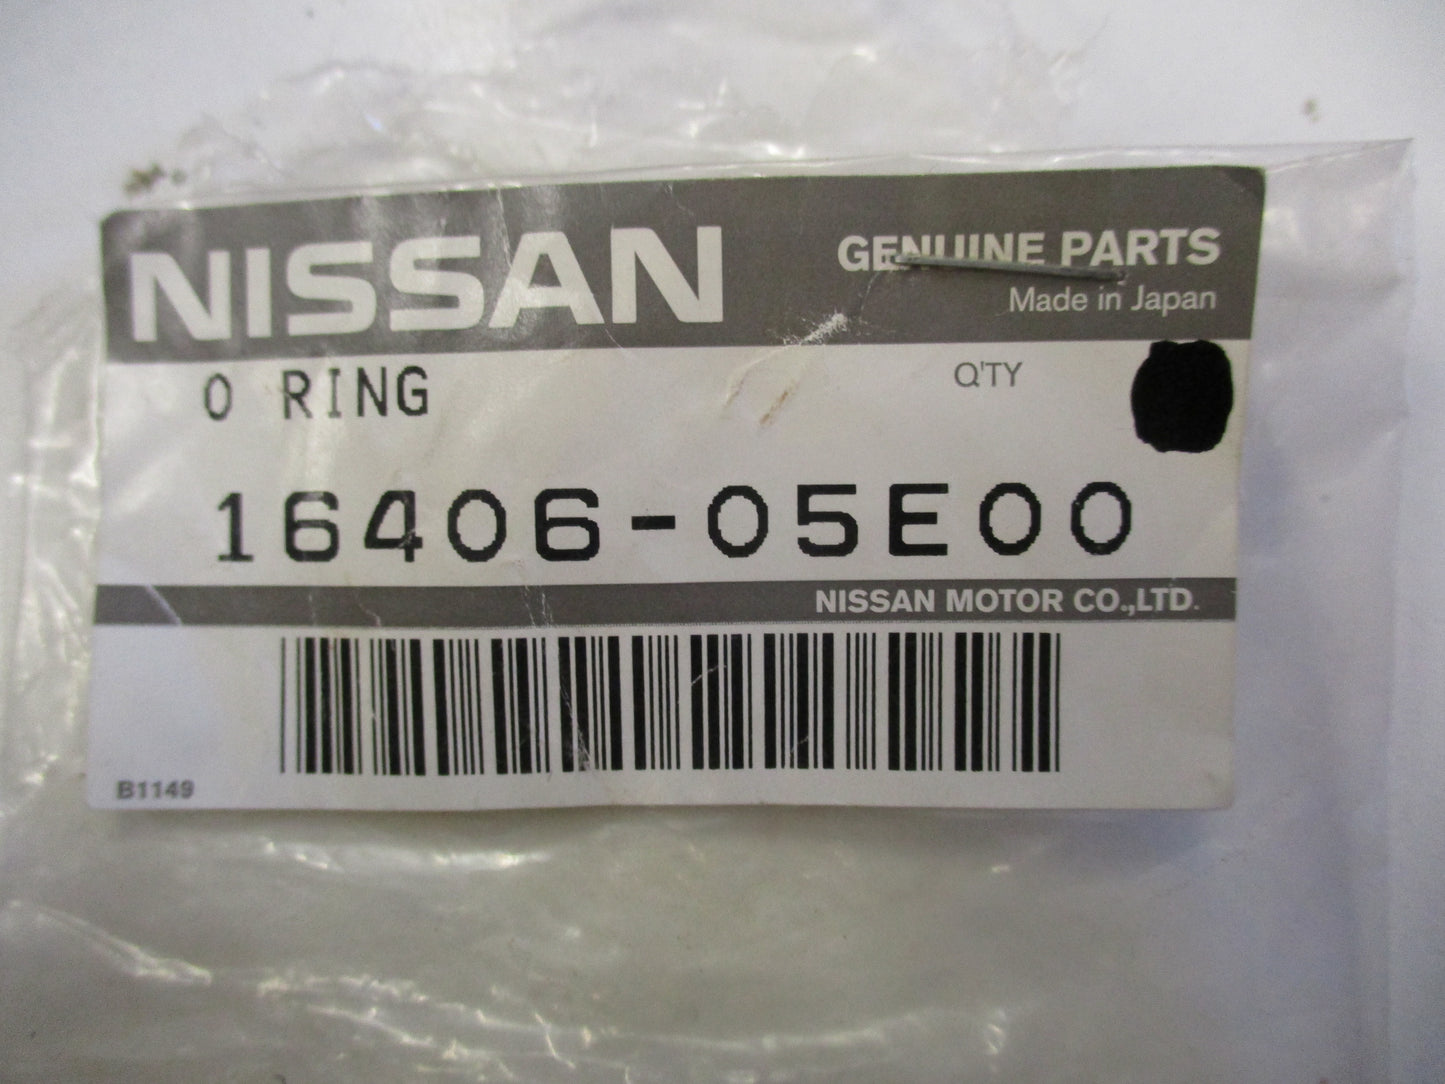 NISSAN
GENUINE PARTS
Made in Japan
O RING
Q'TY
16406-05E00
NISSAN MOTOR CO.,LTD.
B1149